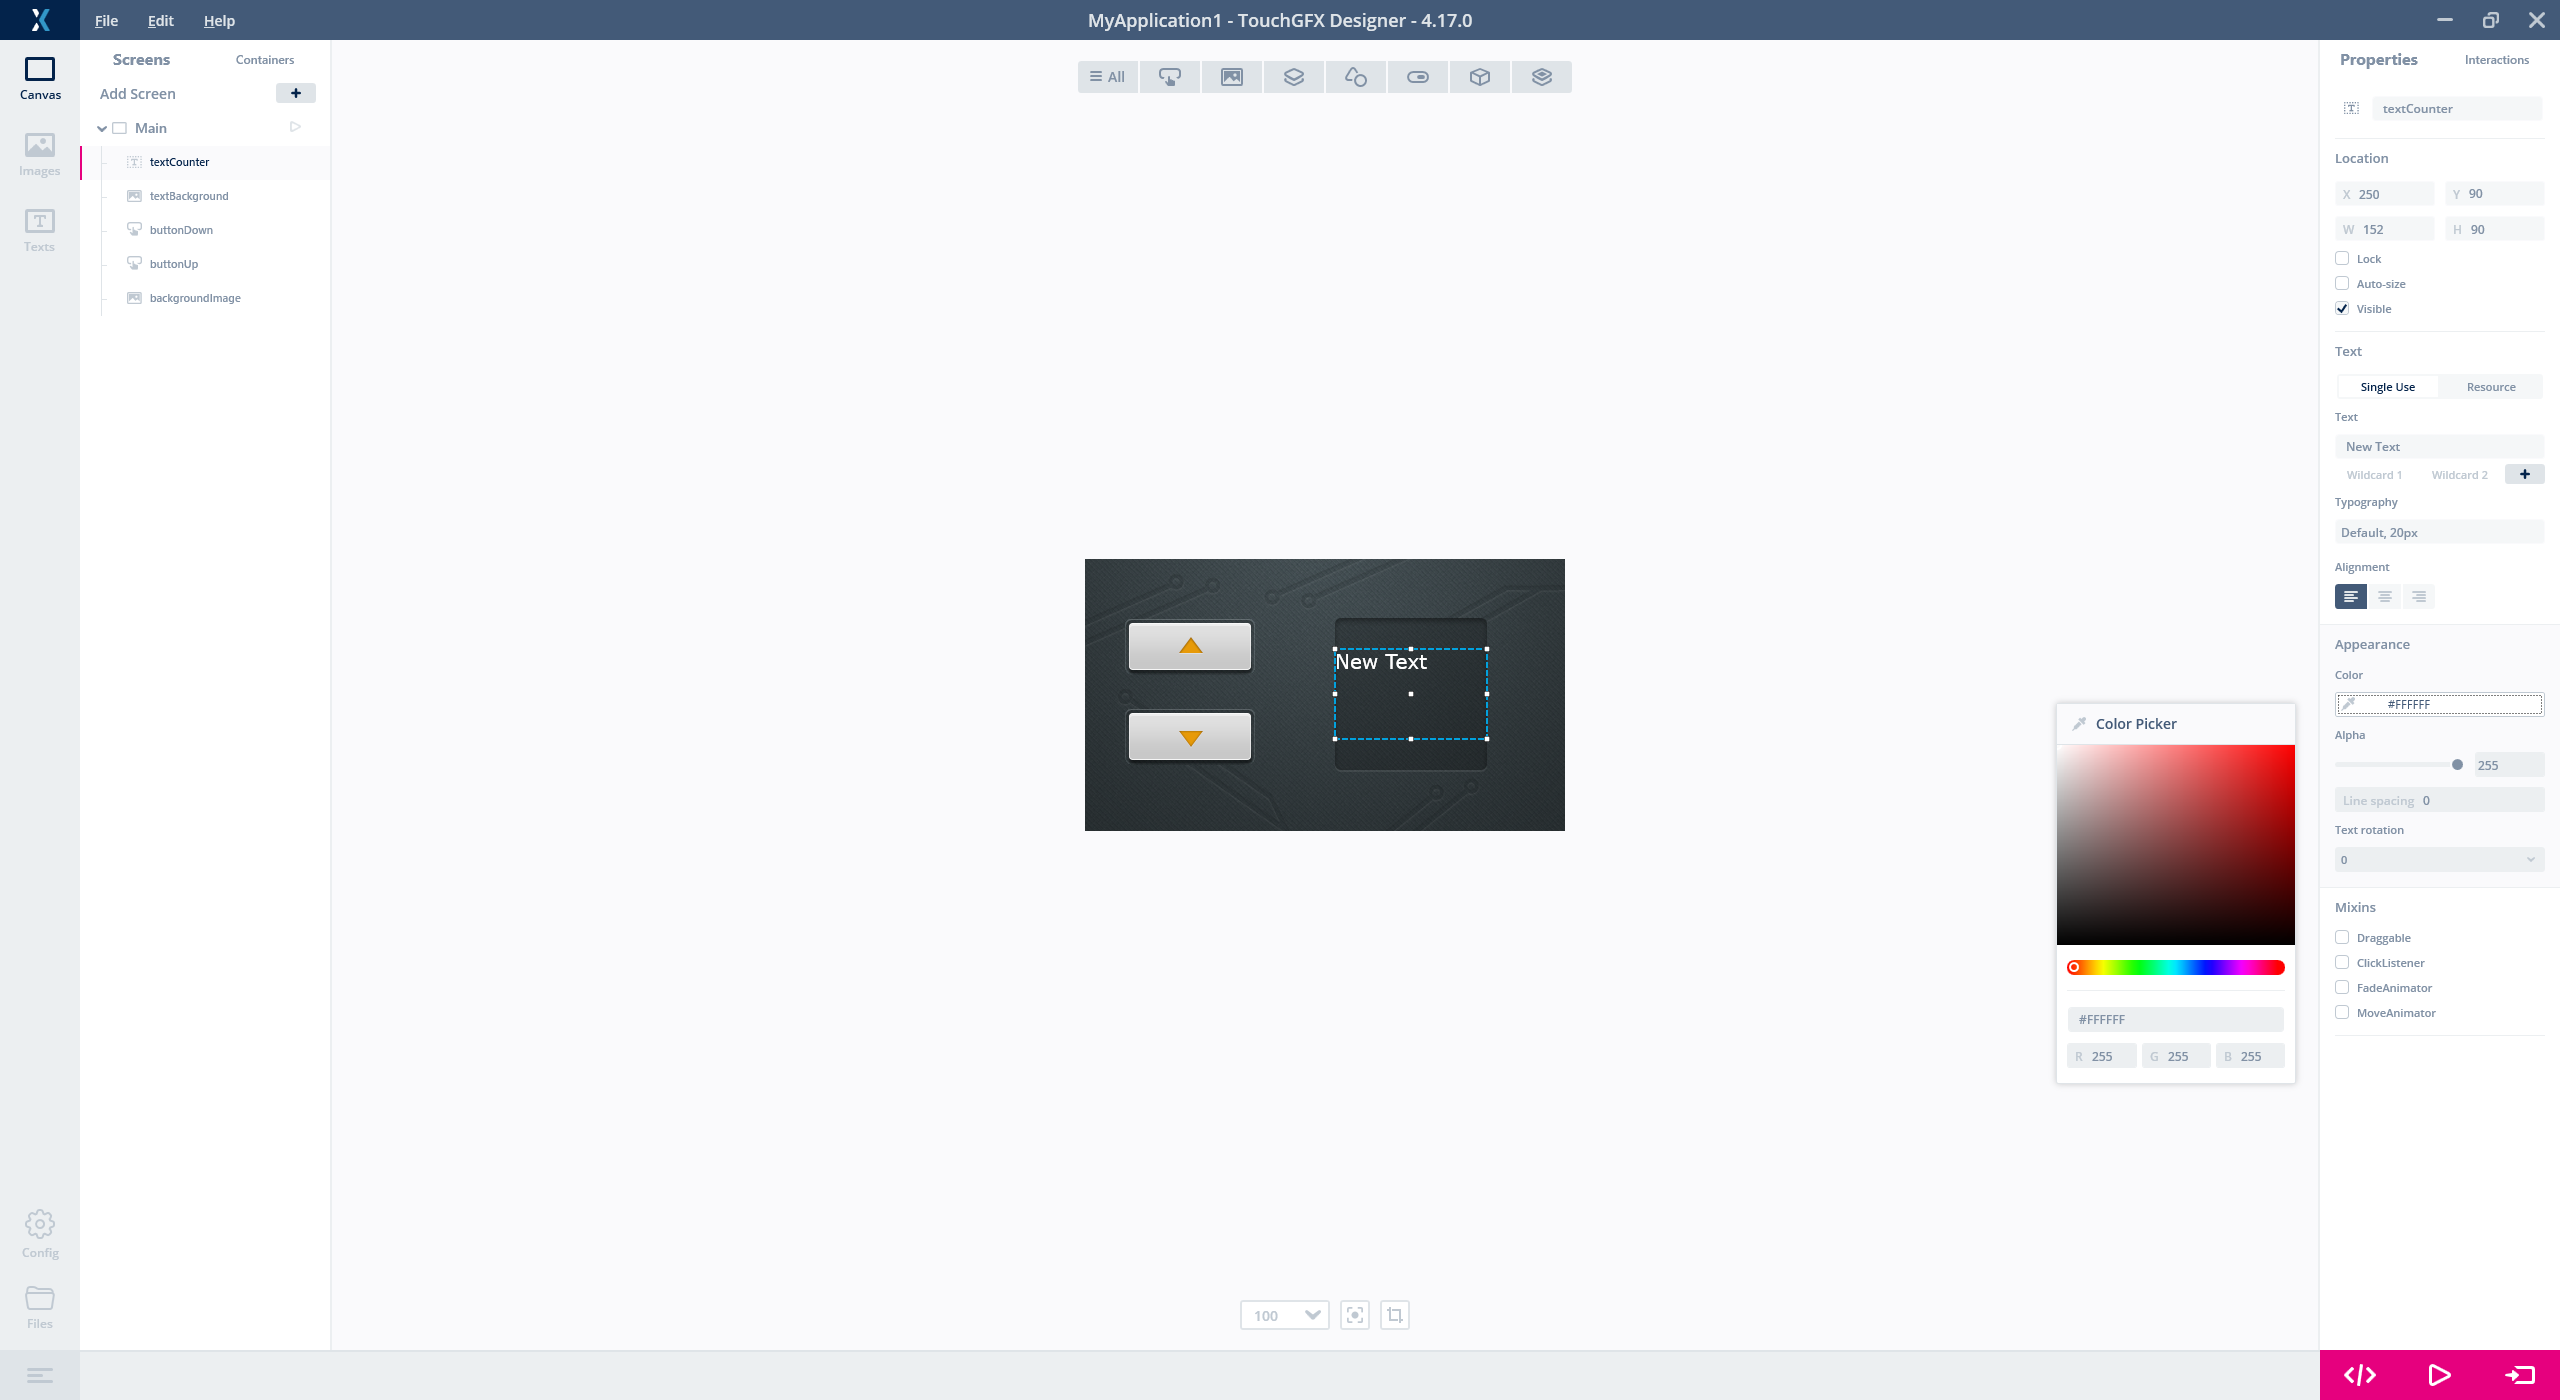 File Edit Help
MyApplication1 - TouchGFX Designer - 4.17.0
Canvas
Images
Texts
Config
Files
Screens Containers
Add Screen
Main
textCounter
textBackground
buttonDown
buttonUp
backgroundImage
All
New Text
100
Color Picker
#FFFFFF
R 255 G 255 B 255
Properties Interactions
textCounter
Location
X 250 Y 90
W 152 H 90
Lock
Auto-size
Visible
Text
Single Use Resource
Text
New Text
Wildcard 1 Wildcard 2
Typography
Default, 20px
Alignment
Appearance
Color
#FFFFFF
Alpha
255
Line spacing 0
Text rotation
0
Mixins
Draggable
ClickListener
FadeAnimator
MoveAnimator